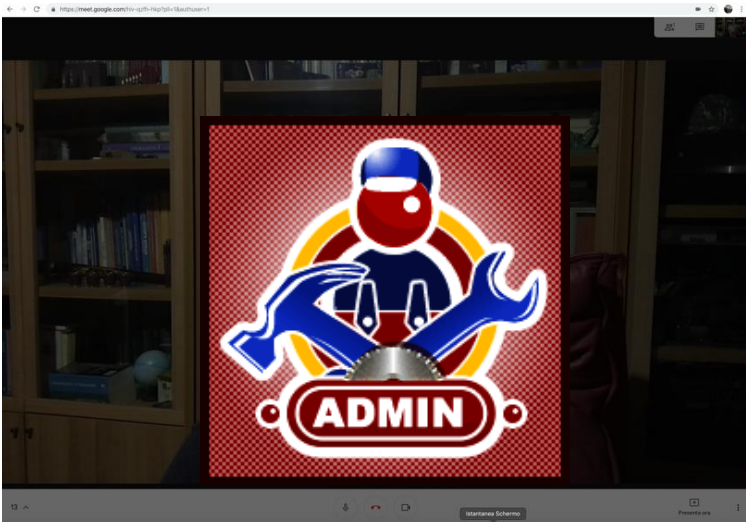 https://meet.google.com/hiv-qzfh-hkp?pli=1&authuser=1
ADMIN
13
Istantanea Schermo
Presenta ora